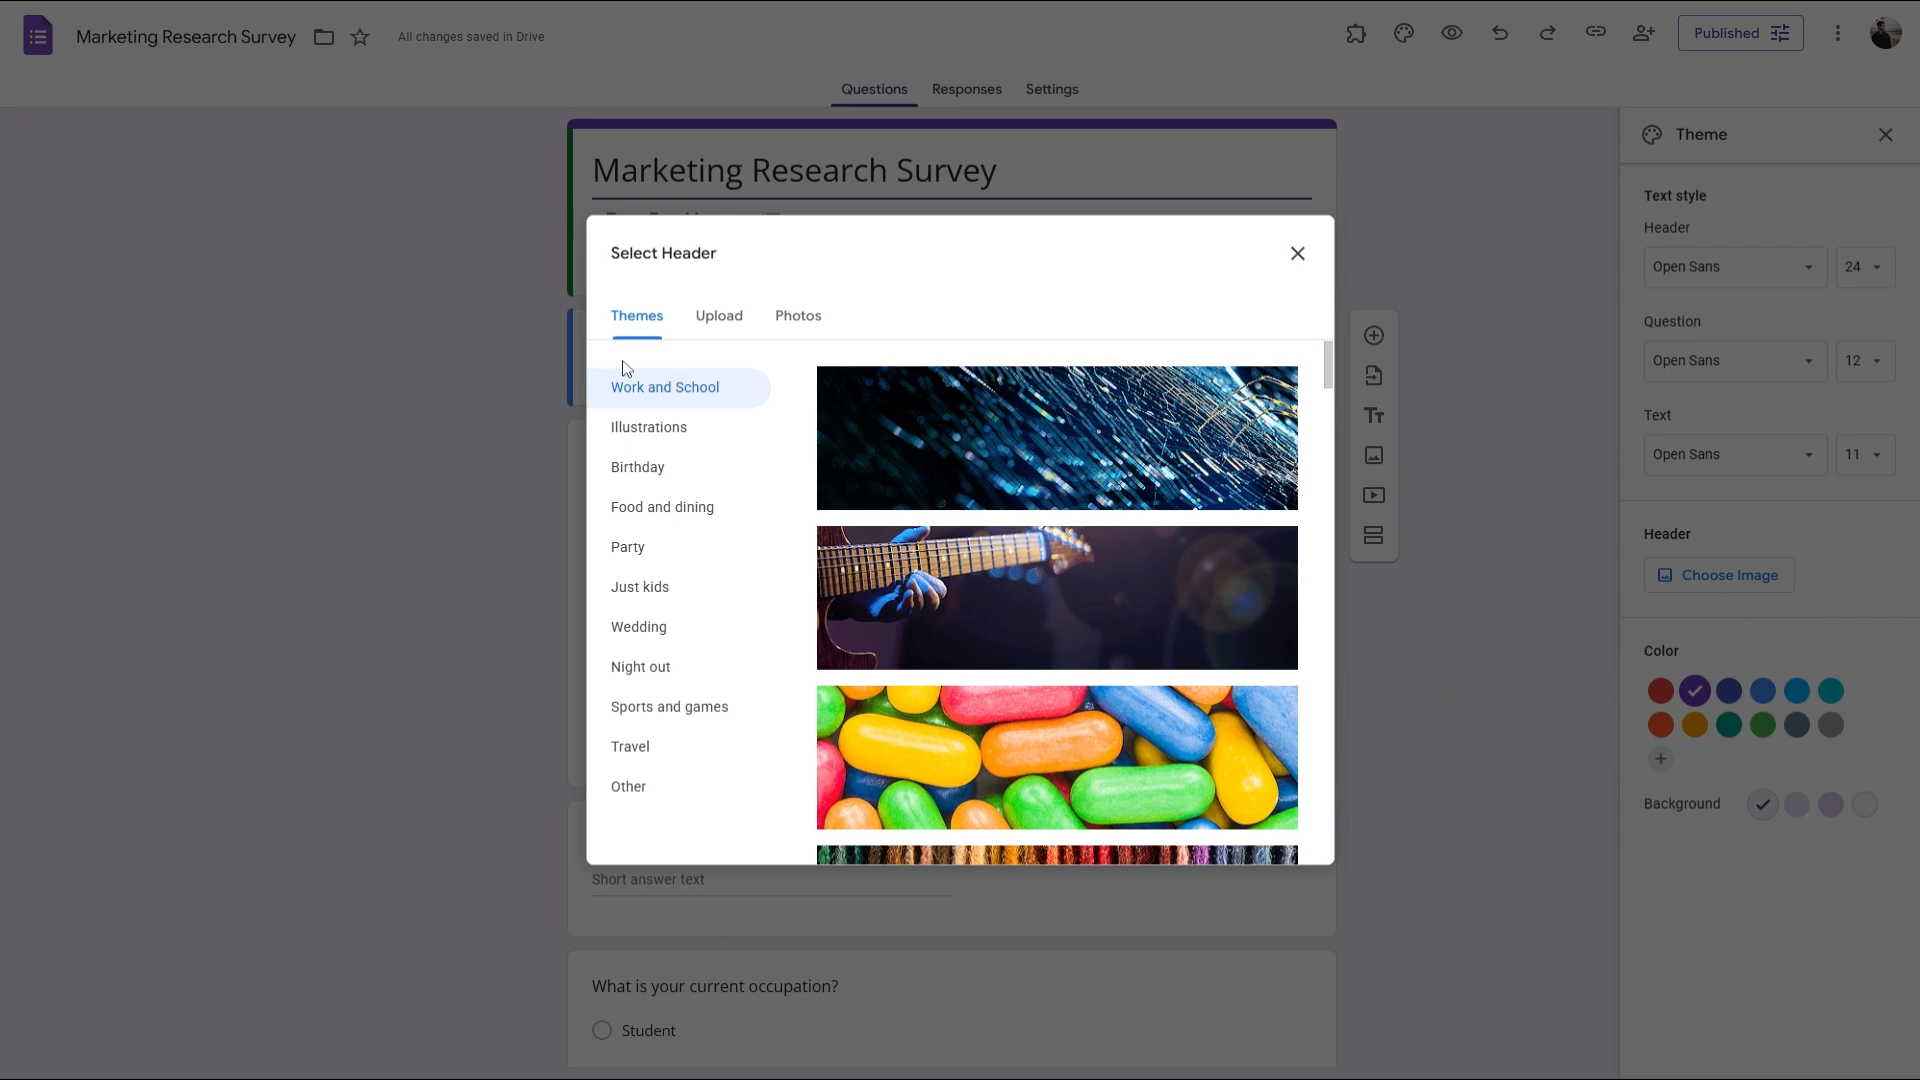 Marketing Research Survey
All changes saved in Drive
Published
Questions
Responses
Settings
Marketing Research Survey
Theme
Text style
Header
Open Sans
24
Question
Open Sans
12
Text
Open Sans
11
Header
Choose Image
Color
Background
Select Header
Themes
Upload
Photos
Work and School
Illustrations
Birthday
Food and dining
Party
Just kids
Wedding
Night out
Sports and games
Travel
Other
Short answer text
What is your current occupation?
Student